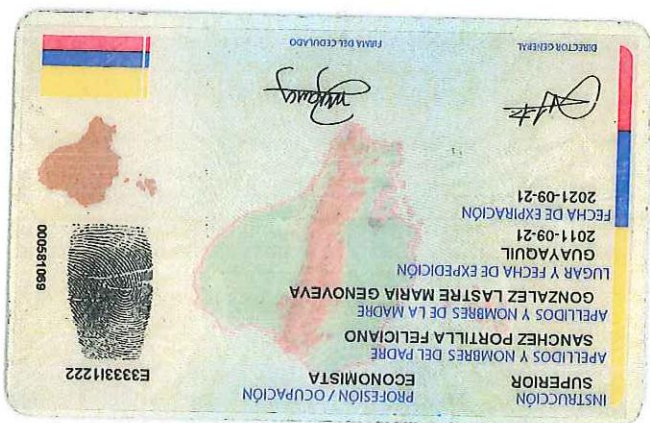 INSTRUCCIÓN
SUPERIOR
PROFESIÓN / OCUPACIÓN
ECONOMISTA
E333311222
APELLIDOS Y NOMBRES DEL PADRE
SANCHEZ PORTILLA FELICIANO
APELLIDOS Y NOMBRES DE LA MADRE
GONZALEZ LASTRE MARIA GENOVEVA
LUGAR Y FECHA DE EXPEDICIÓN
GUAYAQUIL
2011-09-21
FECHA DE EXPIRACIÓN
2021-09-21
000581069
DIRECTOR GENERAL
FIRMA DEL CEDULADO